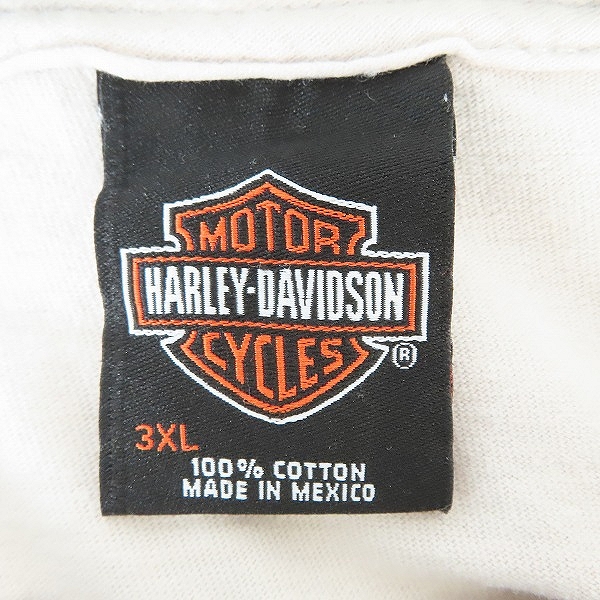 MOTOR
HARLEY-DAVIDSON
CYCLES
®
3XL
100% COTTON
MADE IN MEXICO